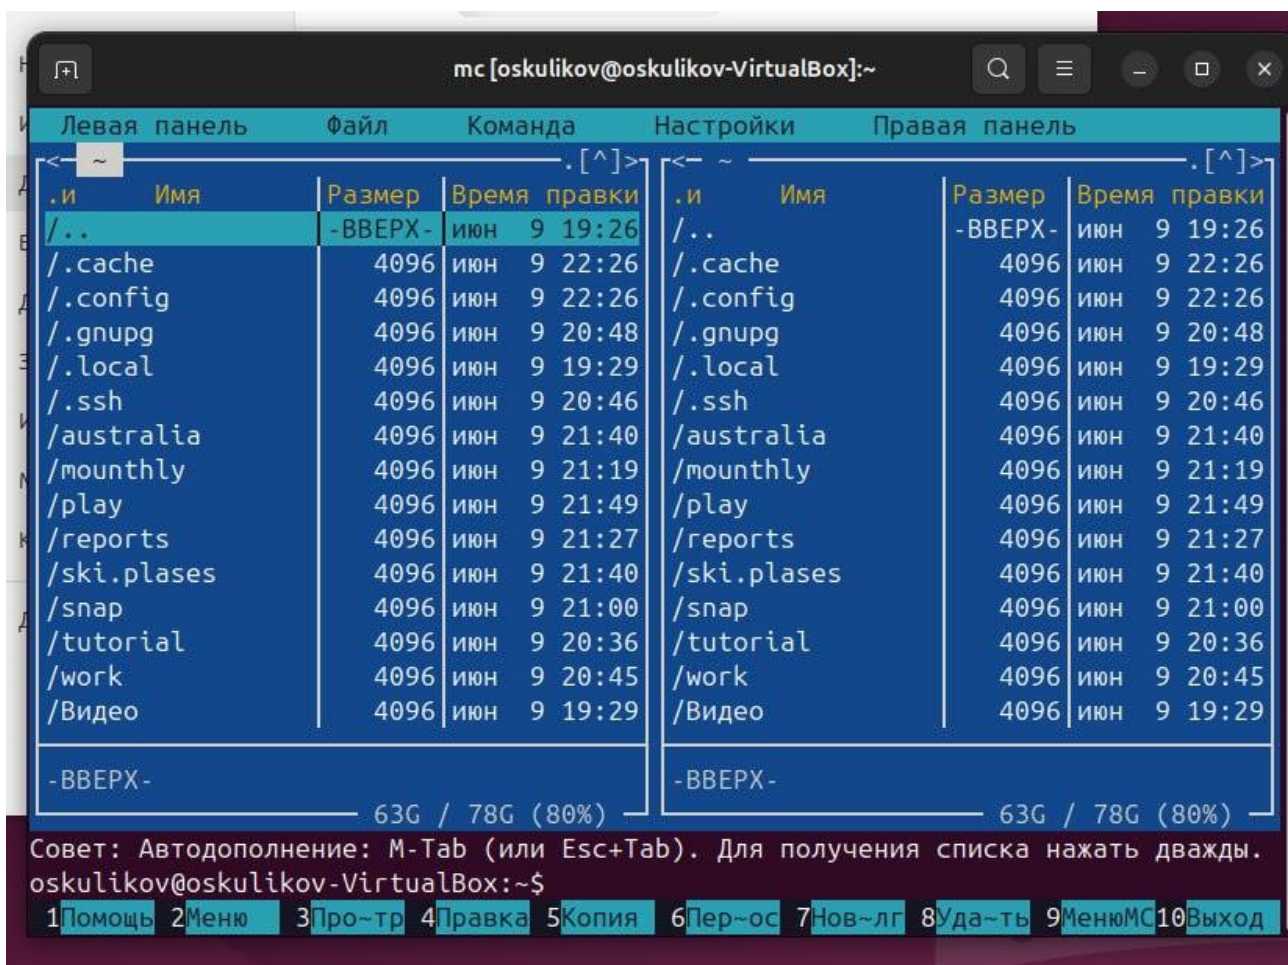 mc [oskulikov@oskulikov-VirtualBox]:~
Левая панель Файл Команда Настройки Правая панель
<─ ~ ─.[^]> <─ ~ ─.[^]>
.и Имя Размер Время правки .и Имя Размер Время правки
/.. -ВВЕРХ- июн 9 19:26 /.. -ВВЕРХ- июн 9 19:26
/.cache 4096 июн 9 22:26 /.cache 4096 июн 9 22:26
/.config 4096 июн 9 22:26 /.config 4096 июн 9 22:26
/.gnupg 4096 июн 9 20:48 /.gnupg 4096 июн 9 20:48
/.local 4096 июн 9 19:29 /.local 4096 июн 9 19:29
/.ssh 4096 июн 9 20:46 /.ssh 4096 июн 9 20:46
/australia 4096 июн 9 21:40 /australia 4096 июн 9 21:40
/mounthly 4096 июн 9 21:19 /mounthly 4096 июн 9 21:19
/play 4096 июн 9 21:49 /play 4096 июн 9 21:49
/reports 4096 июн 9 21:27 /reports 4096 июн 9 21:27
/ski.plases 4096 июн 9 21:40 /ski.plases 4096 июн 9 21:40
/snap 4096 июн 9 21:00 /snap 4096 июн 9 21:00
/tutorial 4096 июн 9 20:36 /tutorial 4096 июн 9 20:36
/work 4096 июн 9 20:45 /work 4096 июн 9 20:45
/Видео 4096 июн 9 19:29 /Видео 4096 июн 9 19:29
-ВВЕРХ- -ВВЕРХ-
63G / 78G (80%) 63G / 78G (80%)
Совет: Автодополнение: M-Tab (или Esc+Tab). Для получения списка нажать дважды.
oskulikov@oskulikov-VirtualBox:~$
1Помощь 2Меню 3Про~тр 4Правка 5Копия 6Пер~ос 7Нов~лг 8Уда~ть 9МенюMC10Выход